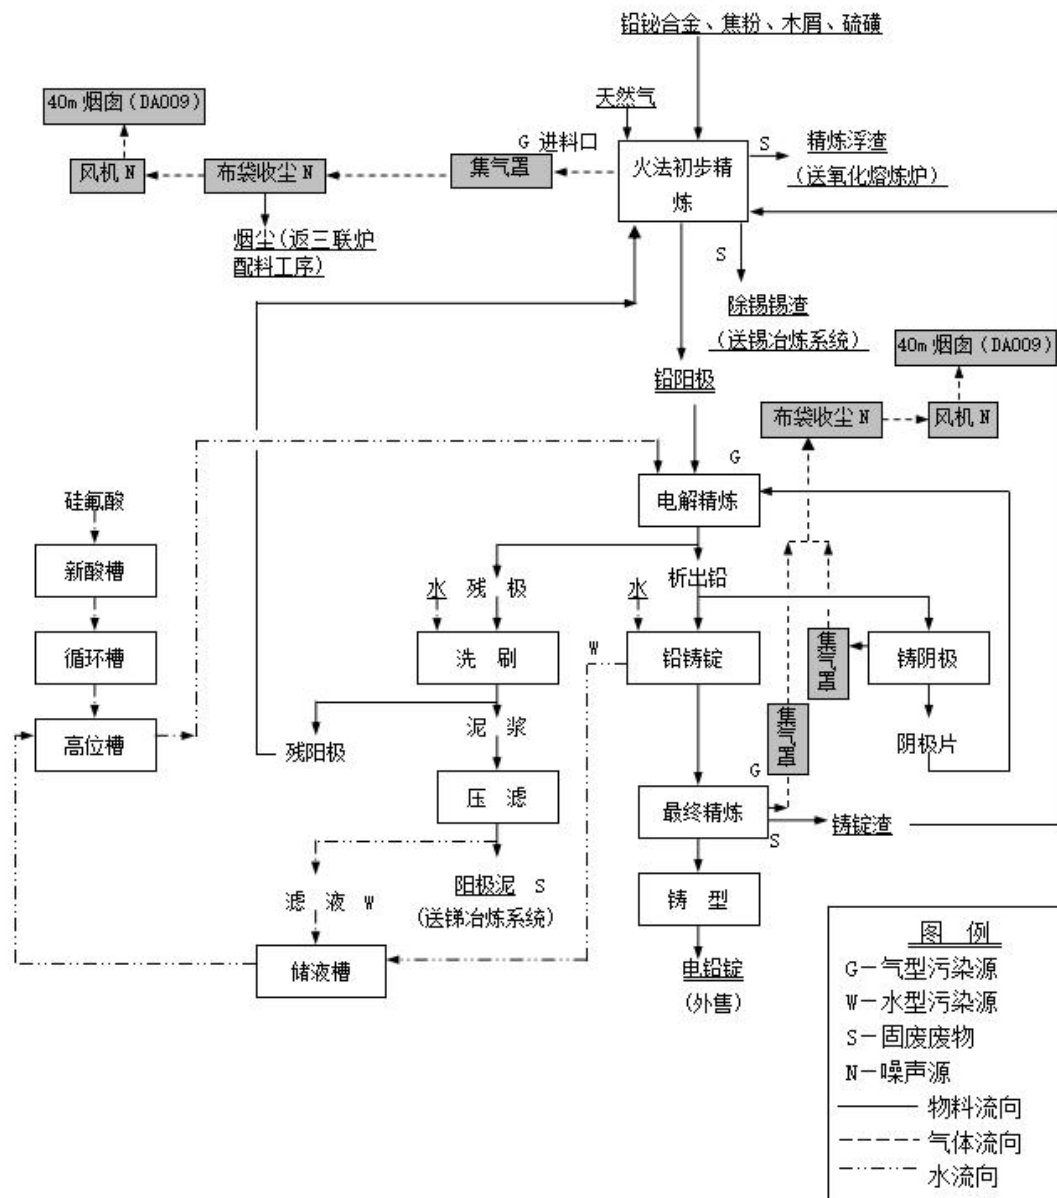 铅铋合金、焦粉、木屑、硫磺
天然气
40m 烟囱（DA009）
G 进料口
S
精炼浮渣
（送氧化熔炼炉）
风机 N
布袋收尘 N
集气罩
火法初步精炼
烟尘(返三联炉
配料工序)
S
除锡锡渣
（送锡冶炼系统）
40m 烟囱（DA009）
铅阳极
布袋收尘 N
风机 N
G
电解精炼
硅氟酸
新酸槽
析出铅
水
残 极
水
循环槽
洗 刷
W
铅铸锭
集气罩
铸阴极
高位槽
泥 浆
残阳极
集气罩
阴极片
压 滤
G
最终精炼
S
铸锭渣
阳极泥 S
(送锑冶炼系统)
铸 型
滤 液 W
储液槽
电铅锭
(外售)
图 例
G—气型污染源
W—水型污染源
S—固废废物
N—噪声源
物料流向
气体流向
水流向